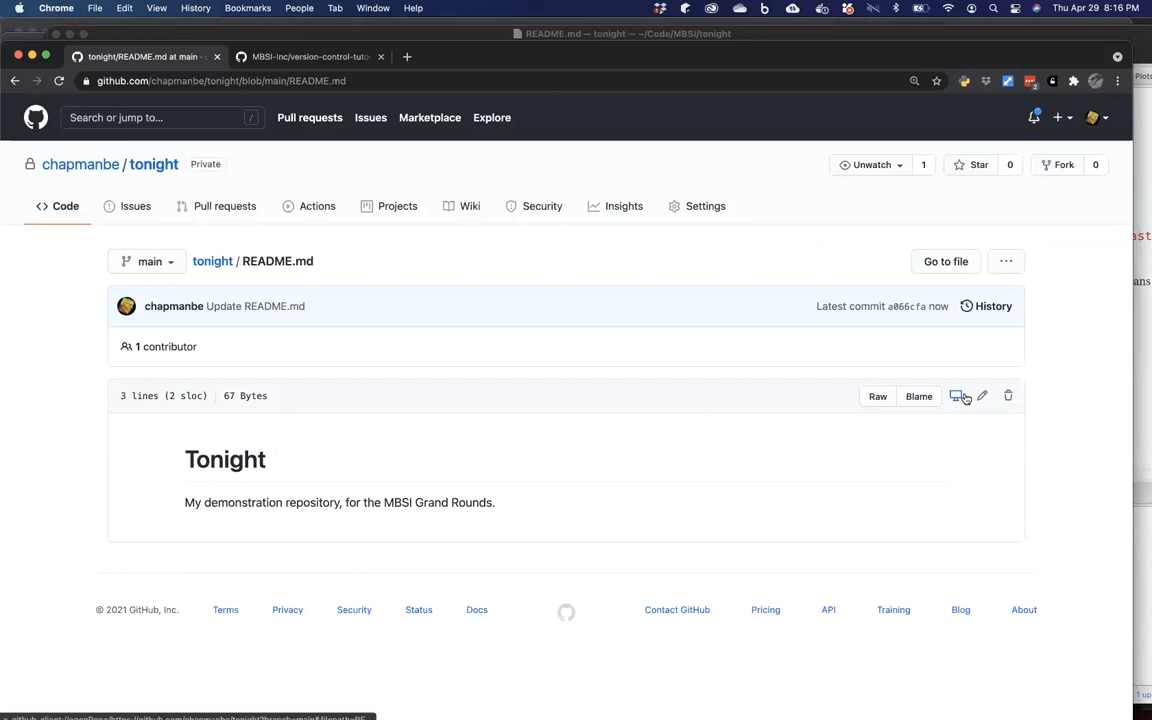 Chrome File Edit View History Bookmarks People Tab Window Help Thu Apr 29 8:16 PM
README.md — tonight — ~/Code/MBSI/tonight
tonight/README.md at main · MBSI-Inc/version-control-tuto
github.com/chapmanbe/tonight/blob/main/README.md
Plots
Search or jump to... / Pull requests Issues Marketplace Explore
chapmanbe / tonight Private Unwatch 1 Star 0 Fork 0
Code Issues Pull requests Actions Projects Wiki Security Insights Settings
ast
main tonight / README.md Go to file ...
ans
chapmanbe Update README.md Latest commit a066cfa now History
1 contributor
3 lines (2 sloc) 67 Bytes Raw Blame
Tonight
My demonstration repository, for the MBSI Grand Rounds.
© 2021 GitHub, Inc. Terms Privacy Security Status Docs Contact GitHub Pricing API Training Blog About
1 up